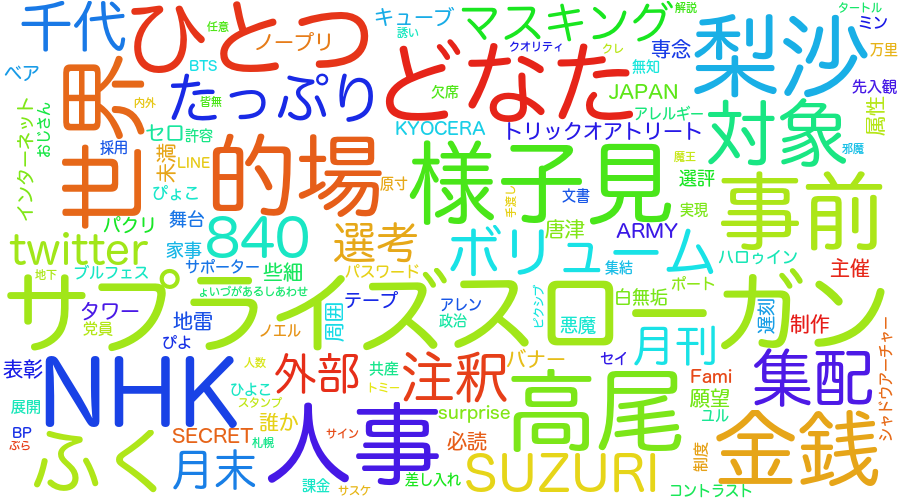 千代
ひとつ
ノープリ
任意
キューブ
誘い
マスキング
解説
タートル
ミン
万里
ベア
世界
BTS
たっぷり
皆無
内外
どなた
クオリティ
クレ
無知
専念
欠席
JAPAN
梨沙
先入観
インターネット
おじさん
採用
セロ
許容
未満
LINE
ぴょこ
的場
原寸
KYOCERA
トリックオアトリート
アレルギー
対象
属性
邪魔
魔王
様子見
手渡し
文書
選評
実現
事前
パクリ
舞台
twitter
家事
840
選考
ボリューム
唐津
ARMY
集結
ハロゥイン
主催
地下
ブルフェス
サポーター
些細
パスワード
ピクシブ
ポート
ょいづがあるしあわせ
サプライズスローガン
タワー
党員
地雷
ぴよ
ノエル
周囲
テープ
アレン
政治
悪魔
白無垢
月刊
遅刻
制作
表彰
NHK
外部
共産
トミー
注釈
バナー
セイ
高尾
Fami
願望
ユル
集配
シャドウアーチャー
展開
BP
ぶら
ふく
ひよこ
スタンプ
人数
誰か
SECRET
札幌
サイン
人事
surprise
必読
月末
課金
サスケ
差し入れ
SUZURI
制度
コントラスト
金銭